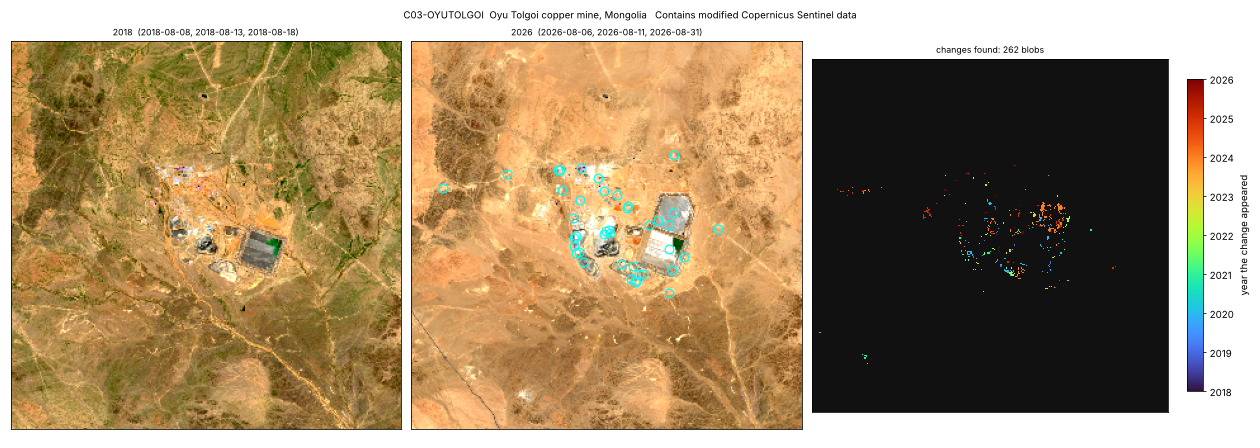 C03-OYUTOLGOI  Oyu Tolgoi copper mine, Mongolia   Contains modified Copernicus Sentinel data
2018  (2018-08-08, 2018-08-13, 2018-08-18)
2026  (2026-08-06, 2026-08-11, 2026-08-31)
changes found: 262 blobs
2026
2025
2024
2023
2022
2021
2020
2019
2018
year the change appeared